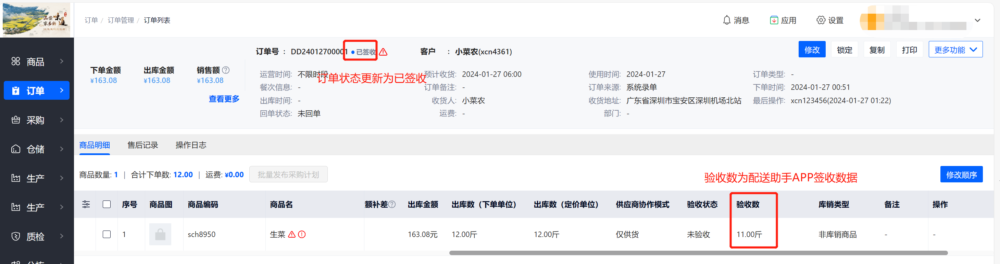 品尝
味道
家乡的
订单 / 订单管理 / 订单列表
消息
应用
设置
订单号 ： DD24012700001 已签收
客户 ： 小菜农(xcn4361)
修改
锁定
复制
打印
更多功能
下单金额
¥163.08
出库金额
¥163.08
销售额
¥163.08
查看更多
运营时间: 不限时段
预计收货: 2024-01-27 06:00
使用时间: 2024-01-27
订单类型: -
订单状态更新为已签收
餐次信息: -
订单备注: -
订单来源: 系统录单
下单时间: 2024-01-27 00:51
出库时间: -
收货人: 小菜农
收货地址: 广东省深圳市宝安区深圳机场北站
最后操作: xcn123456(2024-01-27 01:22)
回单状态: 未回单
运费: -
部门: -
商品
订单
采购
仓储
生产
生产
质检
商品明细
售后记录
操作日志
商品数量: 1 | 合计下单数: 12.00 | 运费: ¥0.00
批量发布采购计划
验收数为配送助手APP签收数据
修改顺序
序号 商品图 商品编码 商品名 额补差 出库金额 出库数（下单单位） 出库数（定价单位） 供应商协作模式 验收状态 验收数 库销类型 备注 操作
1 sch8950 生菜 163.08元 12.00斤 12.00斤 仅供货 未验收 11.00斤 非库销商品 - -